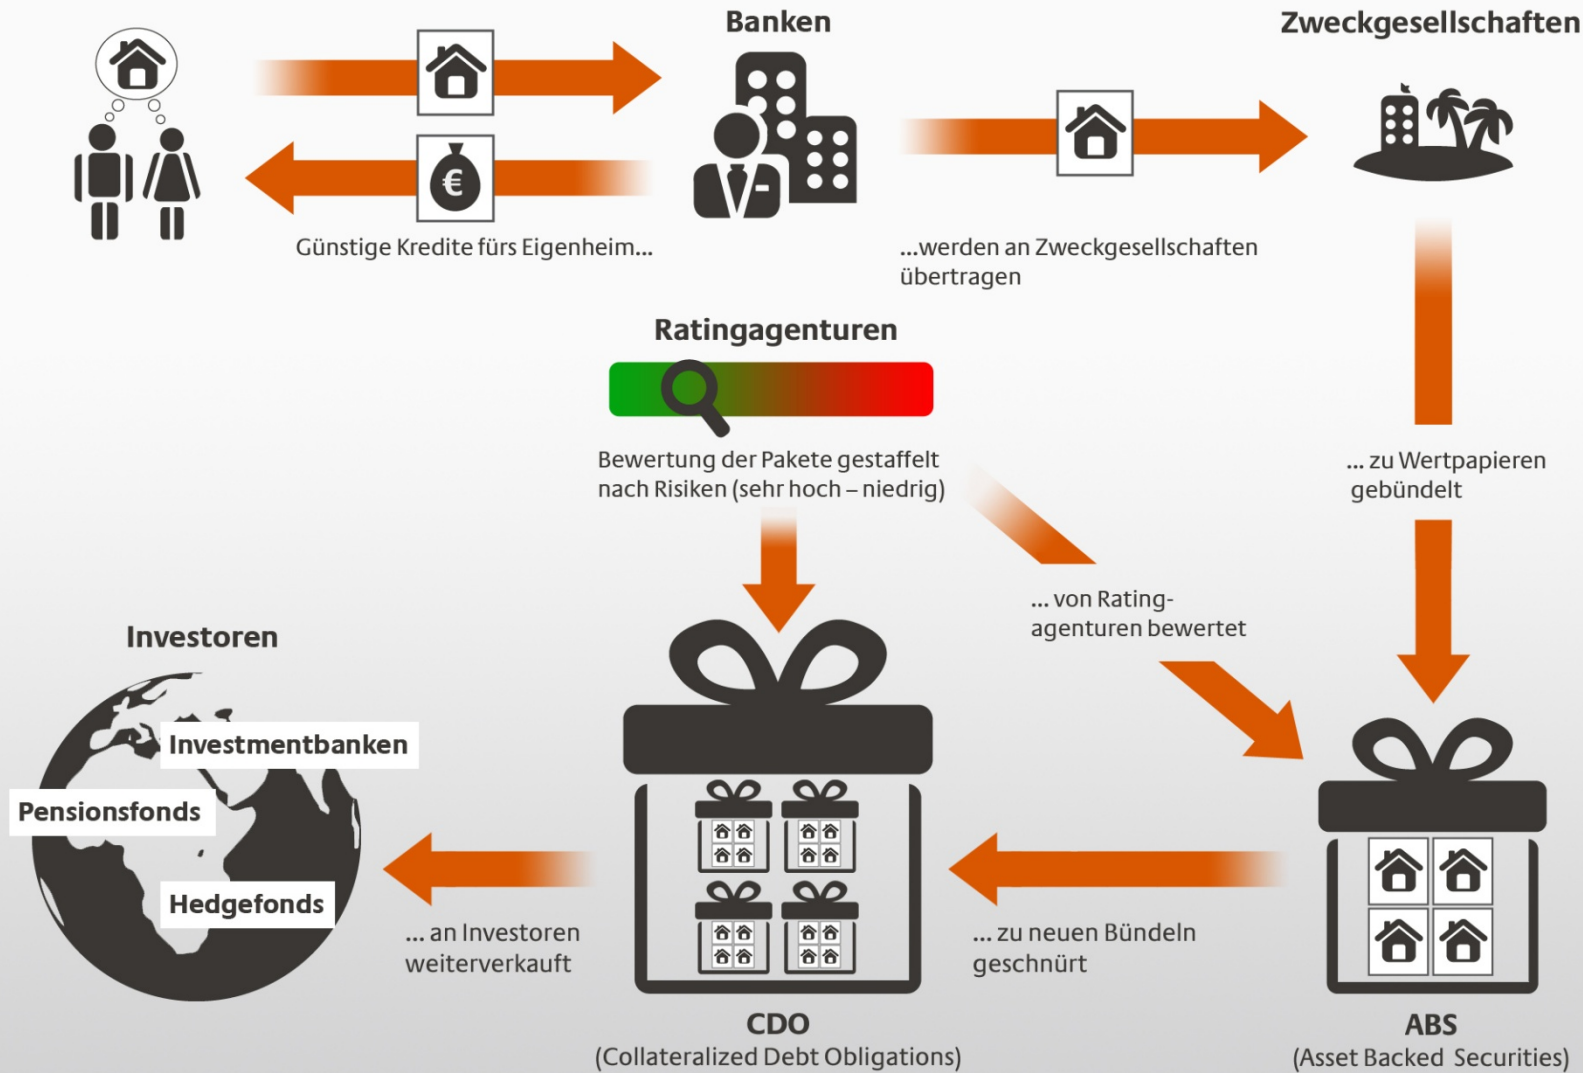 Banken
Zweckgesellschaften
€
Günstige Kredite fürs Eigenheim...
...werden an Zweckgesellschaften
übertragen
Ratingagenturen
Bewertung der Pakete gestaffelt
nach Risiken (sehr hoch – niedrig)
... zu Wertpapieren
gebündelt
... von Rating-
agenturen bewertet
Investoren
Investmentbanken
Pensionsfonds
Hedgefonds
... an Investoren
weiterverkauft
... zu neuen Bündeln
geschnürt
CDO
(Collateralized Debt Obligations)
ABS
(Asset Backed Securities)